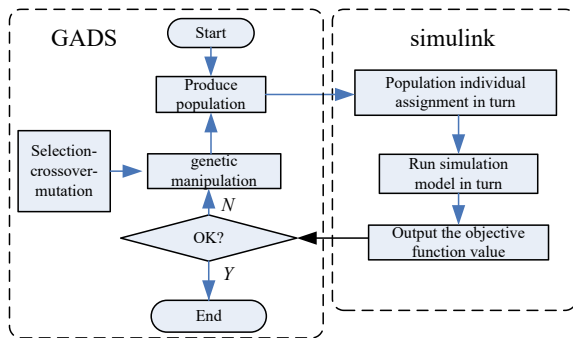 GADS
Start
Produce
population
Selection-
crossover-
mutation
genetic
manipulation
N
OK?
Y
End
simulink
Population individual
assignment in turn
Run simulation
model in turn
Output the objective
function value